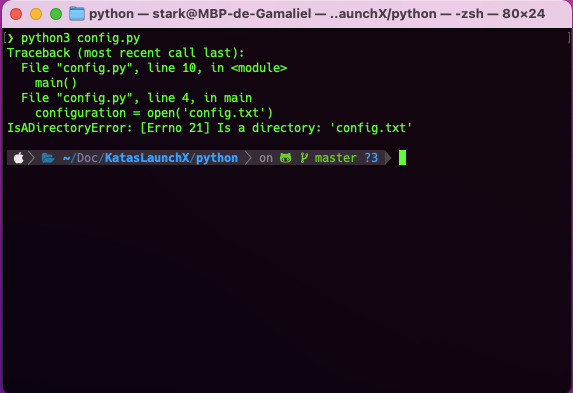 python — stark@MBP-de-Gamaliel — ..aunchX/python — -zsh — 80×24
[❯ python3 config.py ]
Traceback (most recent call last):
  File "config.py", line 10, in <module>
    main()
  File "config.py", line 4, in main
    configuration = open('config.txt')
IsADirectoryError: [Errno 21] Is a directory: 'config.txt'
~/Doc/KatasLaunchX/python on master ?3